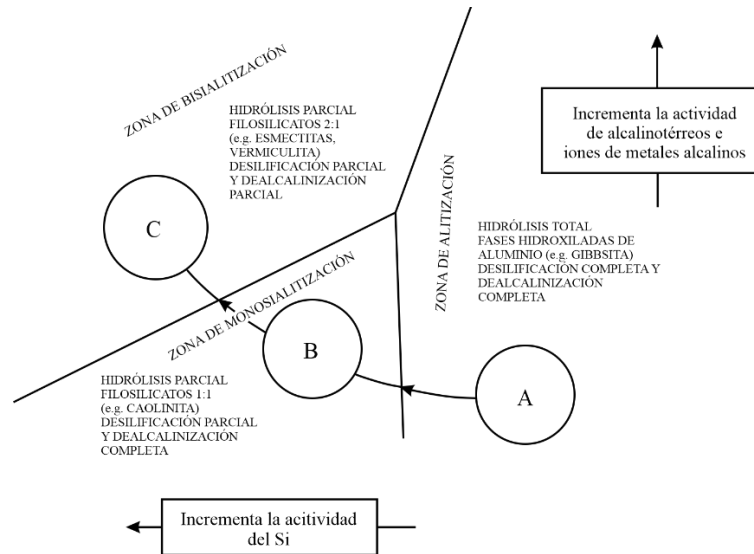 ZONA DE BISIALITIZACIÓN
HIDRÓLISIS PARCIAL
FILOSILICATOS 2:1
(e.g. ESMECTITAS,
VERMICULITA)
DESILIFICACIÓN PARCIAL
Y DEALCALINIZACIÓN
PARCIAL
Incrementa la actividad
de alcalinotérreos e
iones de metales alcalinos
C
ZONA DE ALITIZACIÓN
HIDRÓLISIS TOTAL
FASES HIDROXILADAS DE
ALUMINIO (e.g. GIBBSITA)
DESILIFICACIÓN COMPLETA Y
DEALCALINIZACIÓN
COMPLETA
ZONA DE MONOSIALITIZACIÓN
B
A
HIDRÓLISIS PARCIAL
FILOSILICATOS 1:1
(e.g. CAOLINITA)
DESILIFICACIÓN PARCIAL
Y DEALCALINIZACIÓN
COMPLETA
Incrementa la acitividad
del Si